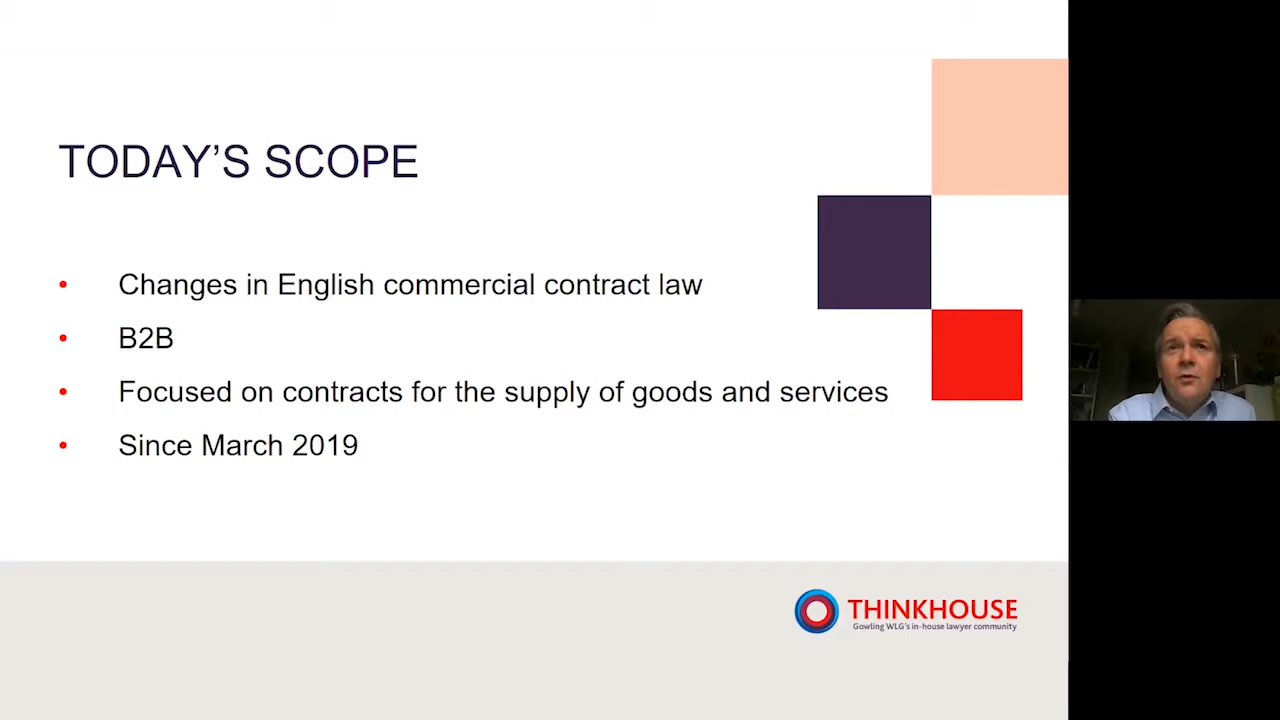 TODAY’S SCOPE
• Changes in English commercial contract law
• B2B
• Focused on contracts for the supply of goods and services
• Since March 2019
THINKHOUSE
Gowling WLG's in-house lawyer community